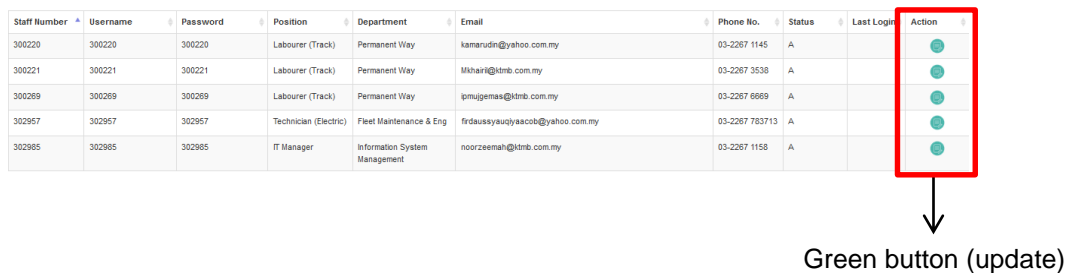 Staff Number Username Password Position Department Email Phone No. Status Last Login Action
300220 300220 300220 Labourer (Track) Permanent Way kamarudin@yahoo.com.my 03-2267 1145 A
300221 300221 300221 Labourer (Track) Permanent Way Mkhairil@ktmb.com.my 03-2267 3538 A
300269 300269 300269 Labourer (Track) Permanent Way ipmujgemas@ktmb.com.my 03-2267 6669 A
302957 302957 302957 Technician (Electric) Fleet Maintenance & Eng firdaussyauqiyaacob@yahoo.com.my 03-2267 783713 A
302985 302985 302985 IT Manager Information System noorzeemah@ktmb.com.my 03-2267 1158 A
Management
Green button (update)